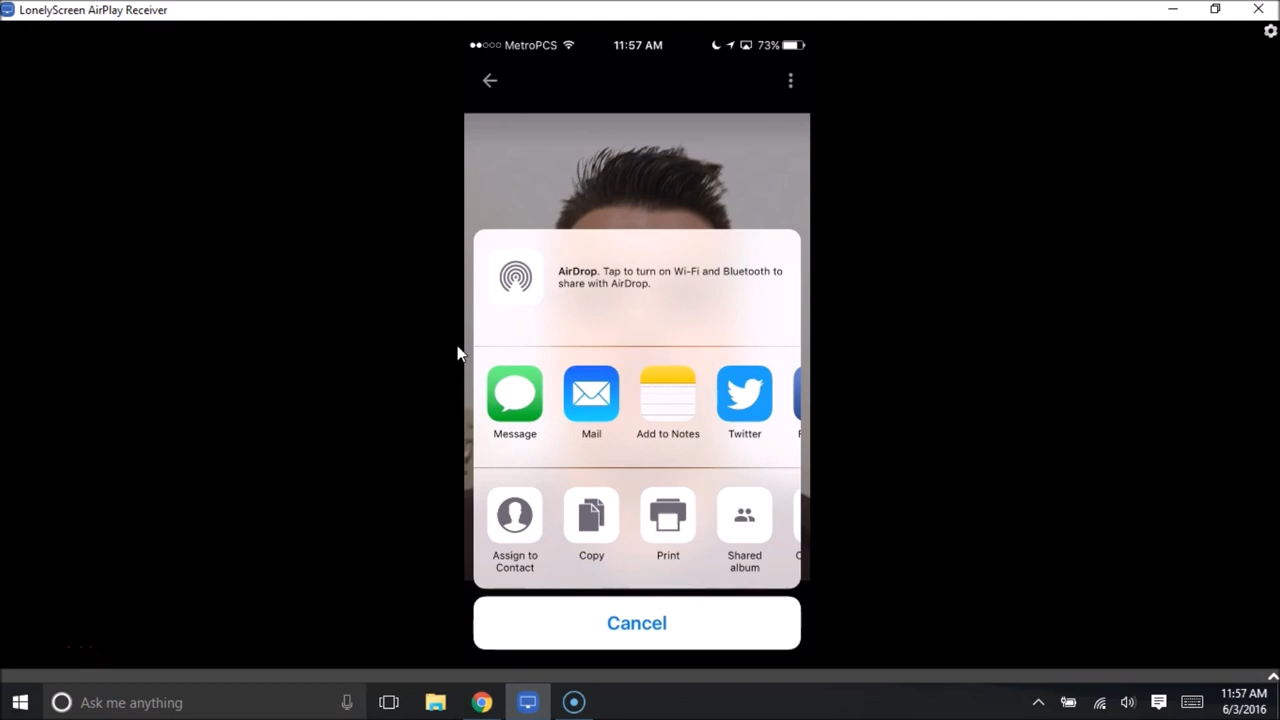 LonelyScreen AirPlay Receiver
MetroPCS
11:57 AM
73%
AirDrop. Tap to turn on Wi-Fi and Bluetooth to
share with AirDrop.
Message
Mail
Add to Notes
Twitter
Assign to
Contact
Copy
Print
Shared
album
Cancel
Ask me anything
11:57 AM
6/3/2016